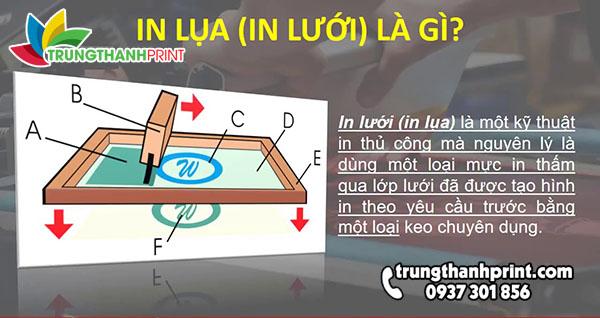 IN LỤA (IN LƯỚI) LÀ GÌ?
TRUNGTHANHPRINT
B
A
C
D
E
F
W
W
In lưới (in lụa) là một kỹ thuật
in thủ công mà nguyên lý là
dùng một loại mực in thấm
qua lớp lưới đã được tạo hình
in theo yêu cầu trước bằng
một loại keo chuyên dụng.
trungthanhprint.com
0937 301 856